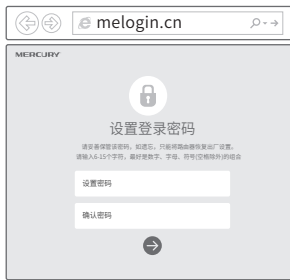 melogin.cn
MERCURY
设置登录密码
请妥善保管该密码，如遗忘，只能将路由器恢复出厂设置。
请输入6-15个字符，最好是数字、字母、符号(空格除外)的组合
设置密码
确认密码